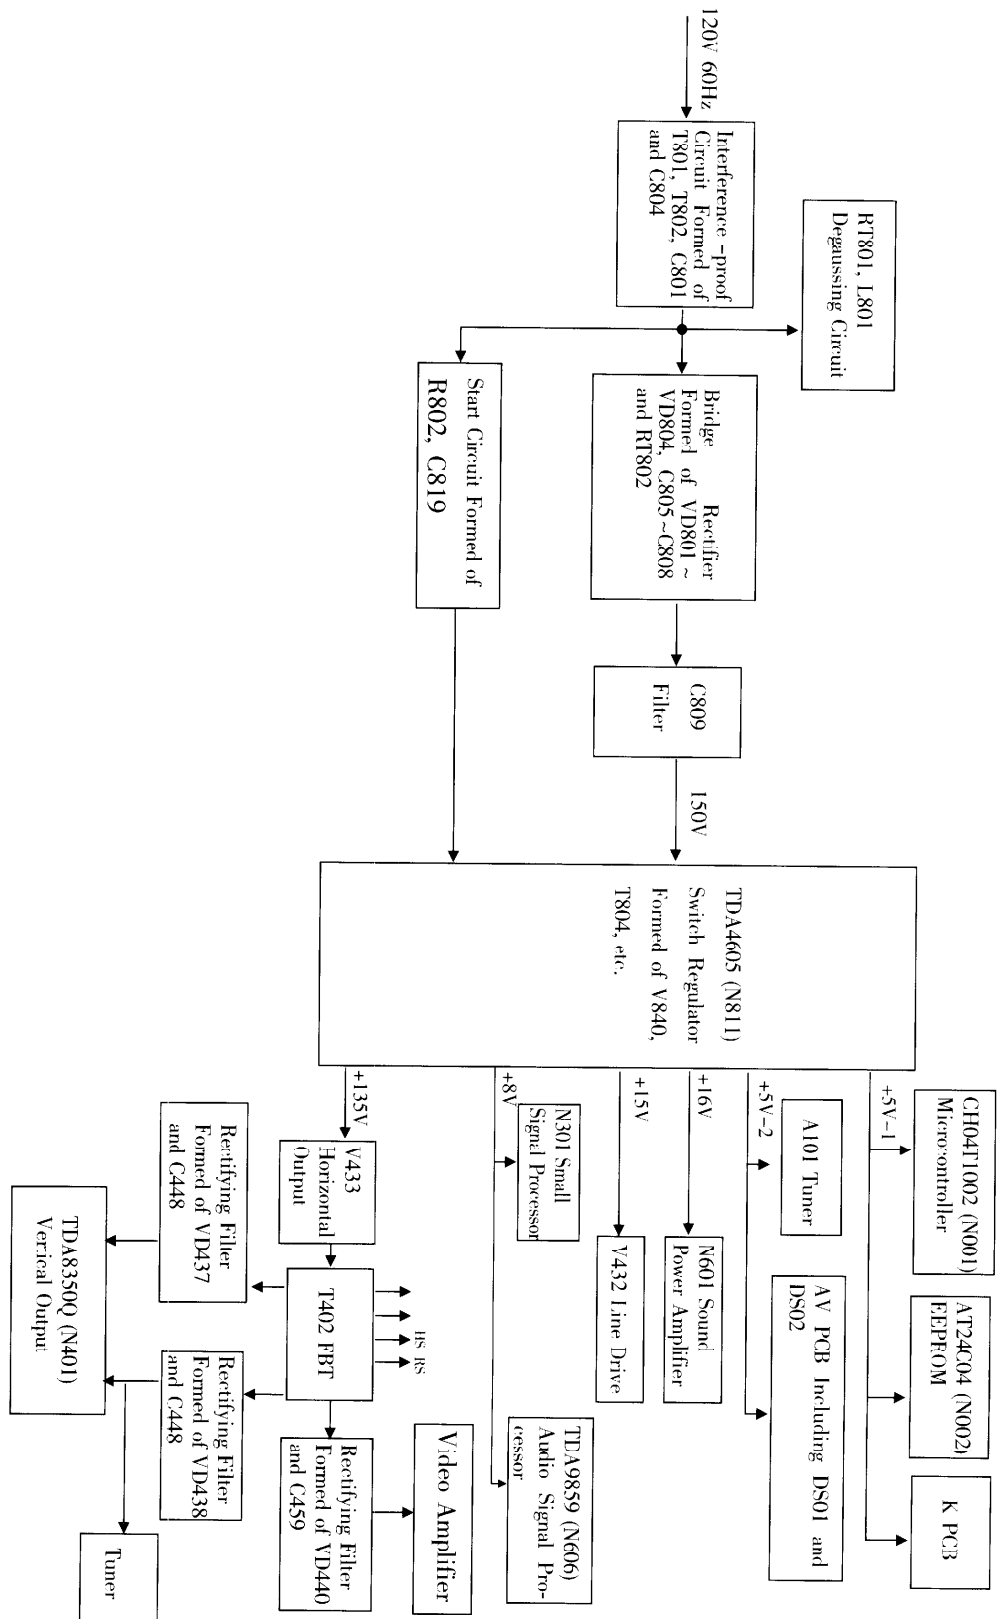 120V 60Hz
Interference -proof
Circuit Formed of
T801, T802, C801
and C804
RT801, L801
Degaussing Circuit
Bridge Rectifier
Formed of VD801~
VD804, C805~C808
and RT802
Start Circuit Formed of
R802, C819
C809
Filter
150V
TDA4605 (N811)
Switch Regulator
Formed of V840,
T804, etc.
+5V-1
CH04T1002 (N001)
Microcontroller
AT24C04 (N002)
EEPEOM
K PCB
+5V-2
A101 Tuner
AV PCB Including DS01 and
DS02
+16V
N601 Sound
Power Amplifier
+15V
V432 Line Drive
+8V
N301 Small
Signal Processor
TDA9859 (N606)
Audio Signal Pro-
cessor
+135V
V433
Horizontal
Output
T402 FBT
HS RS
Rectifying Filter
Formed of VD440
and C459
Video Amplifier
Rectifying Filter
Formed of VD437
and C448
Rectifying Filter
Formed of VD438
and C448
TDA8350Q (N401)
Verical Output
Tuner